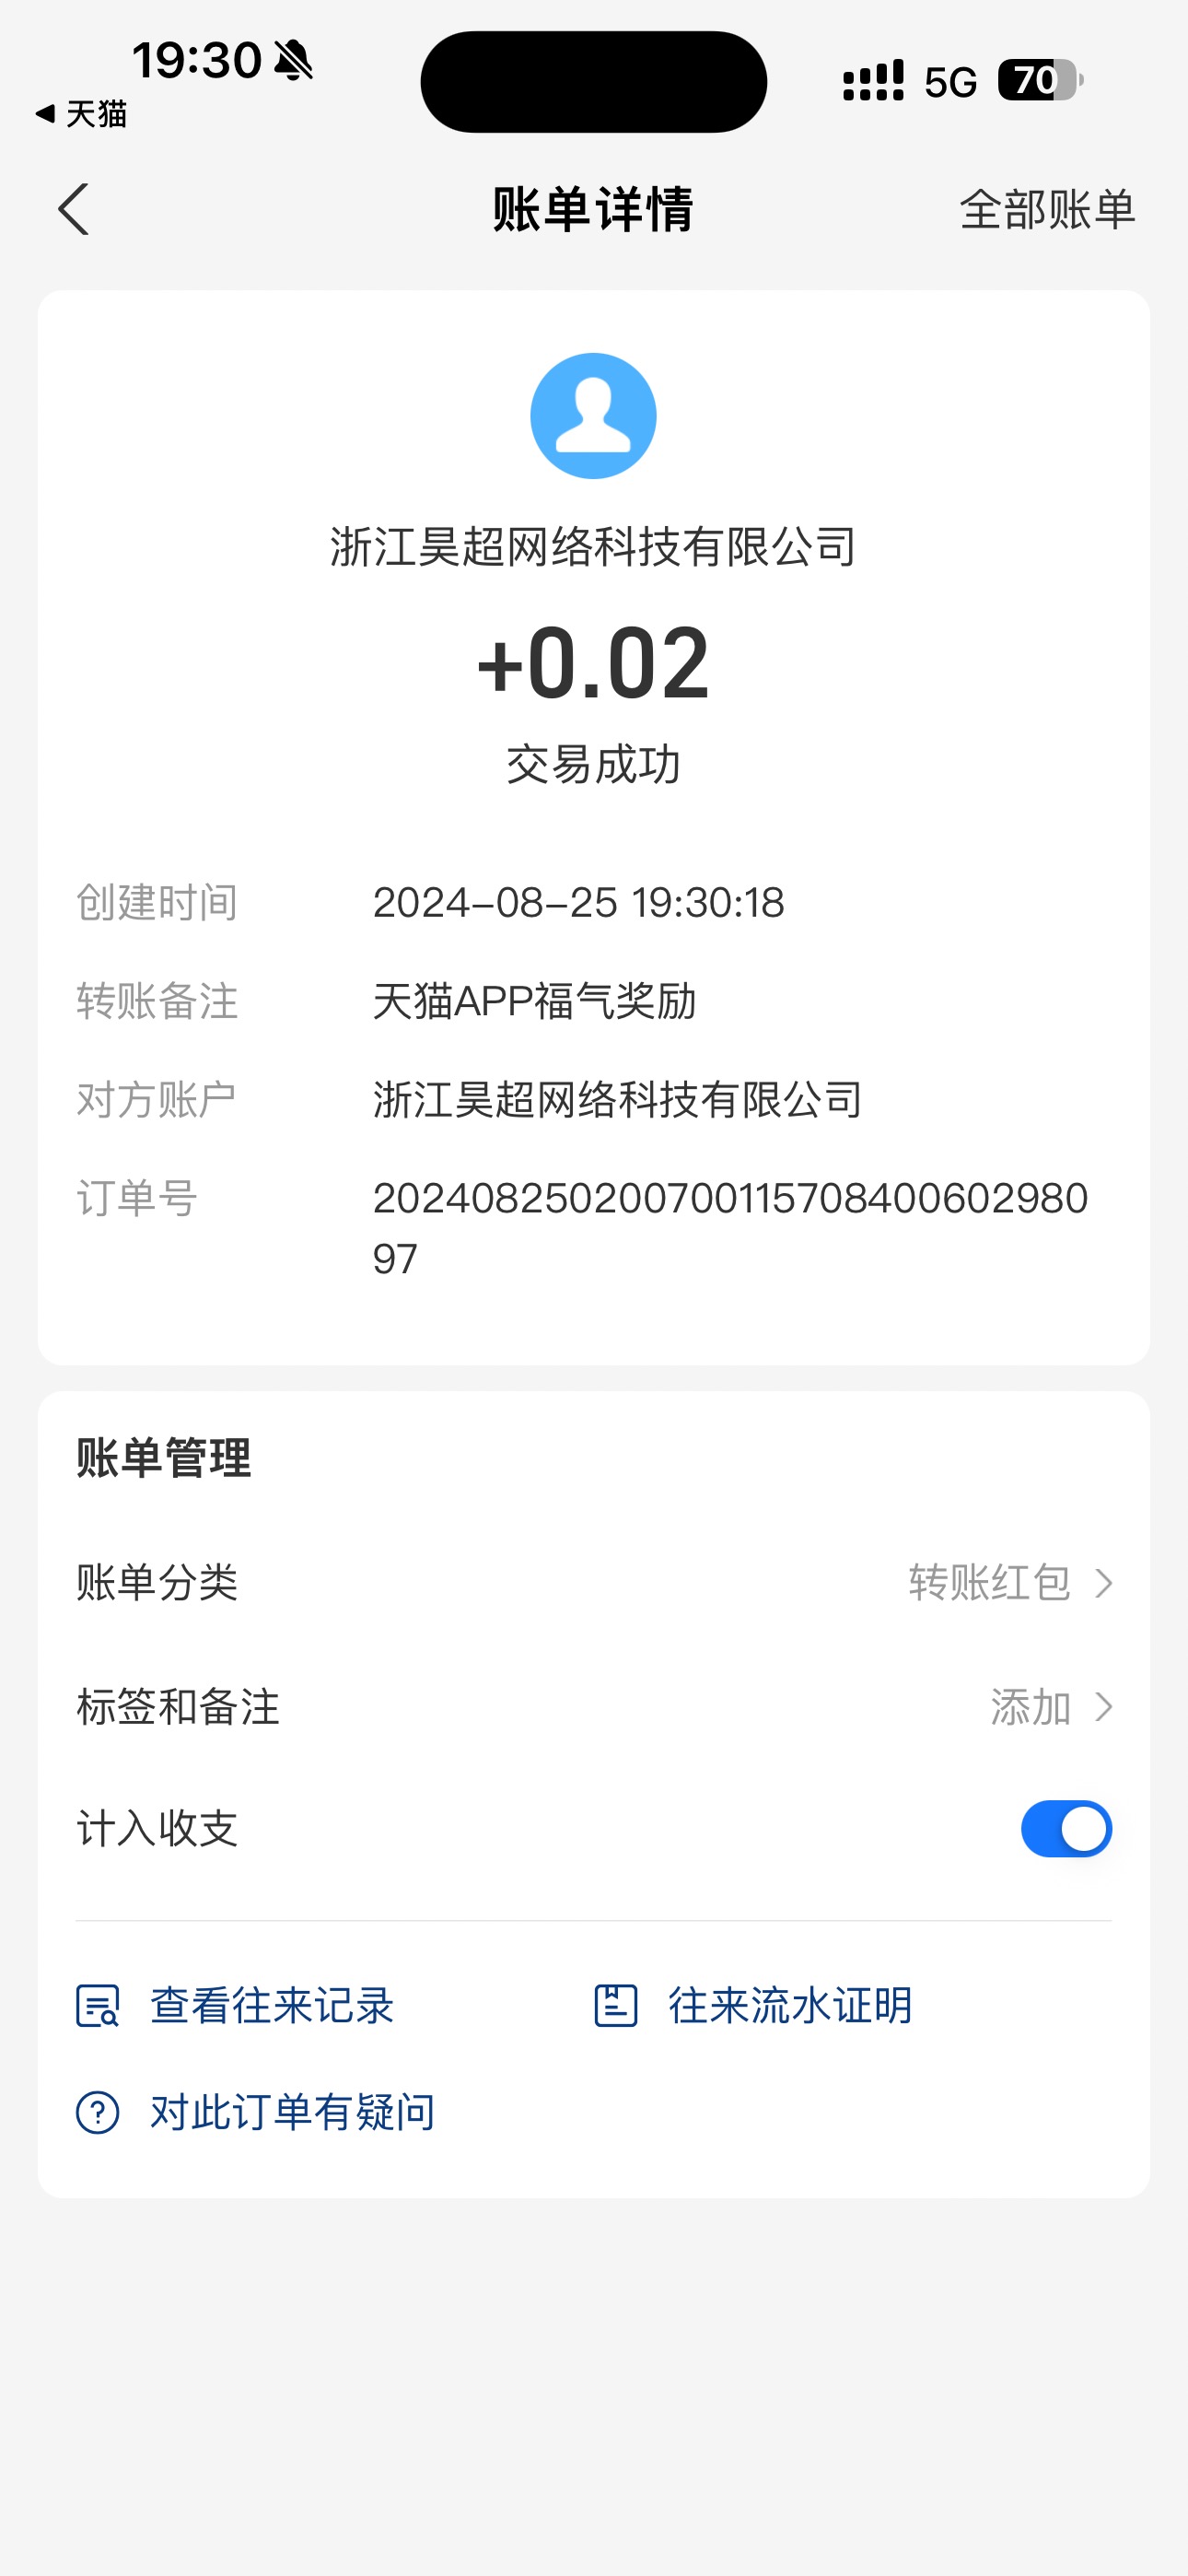 19:30
5G 70
天猫
账单详情
全部账单
浙江昊超网络科技有限公司
+0.02
交易成功
创建时间 2024-08-25 19:30:18
转账备注 天猫APP福气奖励
对方账户 浙江昊超网络科技有限公司
订单号 202408250200700115708400602980
97
账单管理
账单分类 转账红包
标签和备注 添加
计入收支
查看往来记录 往来流水证明
对此订单有疑问